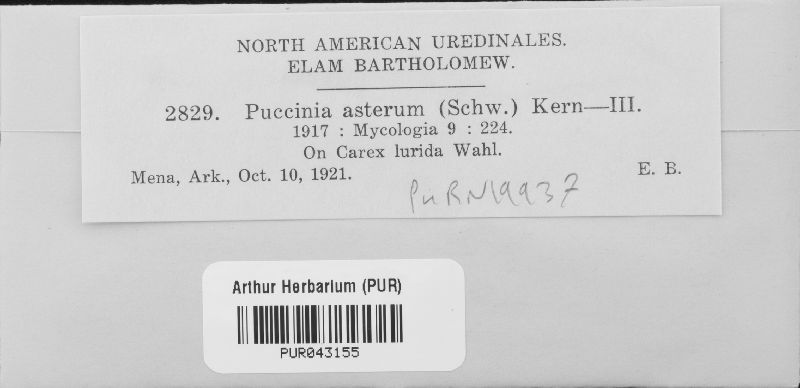 NORTH AMERICAN UREDINALES.
ELAM BARTHOLOMEW.
2829. Puccinia asterum (Schw.) Kern—III.
1917 : Mycologia 9 : 224.
On Carex lurida Wahl.
Mena, Ark., Oct. 10, 1921. E. B.
PURN19937
Arthur Herbarium (PUR)
PUR043155